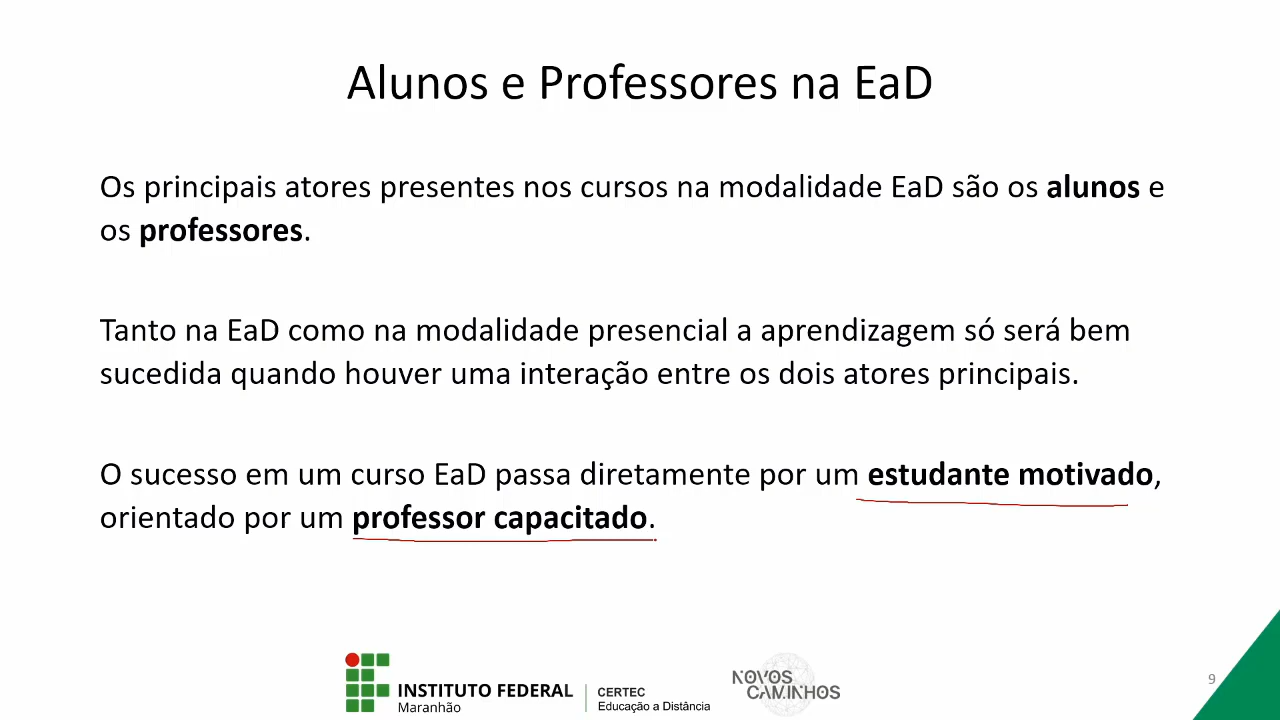 Alunos e Professores na EaD
Os principais atores presentes nos cursos na modalidade EaD são os alunos e
os professores.
Tanto na EaD como na modalidade presencial a aprendizagem só será bem
sucedida quando houver uma interação entre os dois atores principais.
O sucesso em um curso EaD passa diretamente por um estudante motivado,
orientado por um professor capacitado.
INSTITUTO FEDERAL
Maranhão
CERTEC
Educação a Distância
NOVOS
CAMINHOS
9